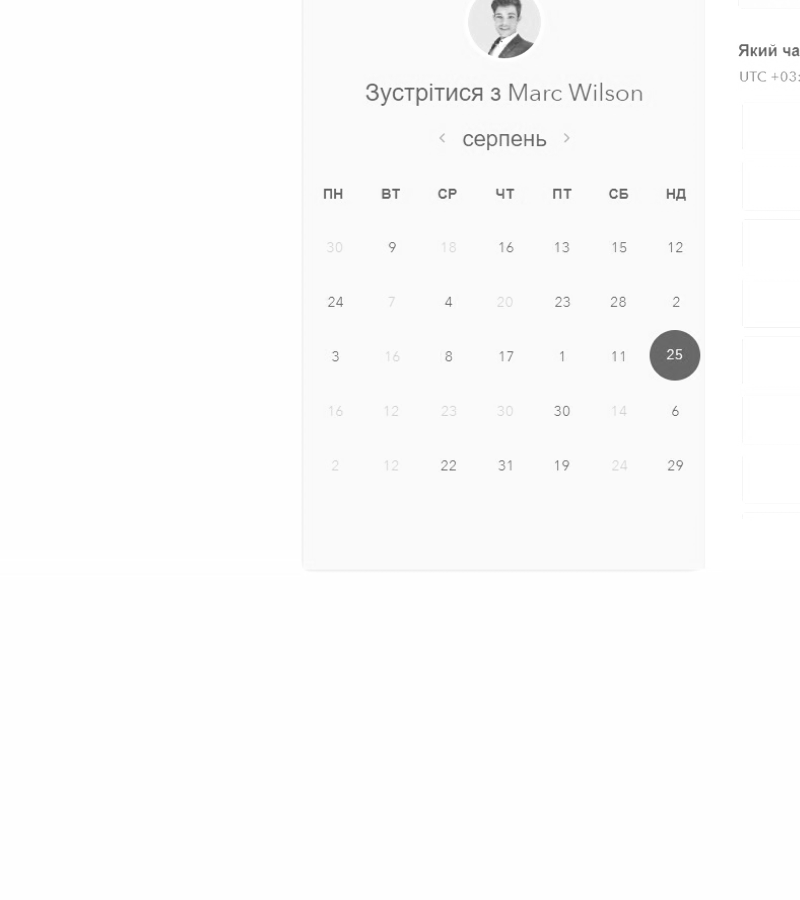 Зустрітися з Marc Wilson
серпень
ПН ВТ СР ЧТ ПТ СБ НД
30 9 18 16 13 15 12
24 7 4 20 23 28 2
3 16 8 17 1 11 25
16 12 23 30 30 14 6
2 12 22 31 19 24 29
Який ча
UTC +03: